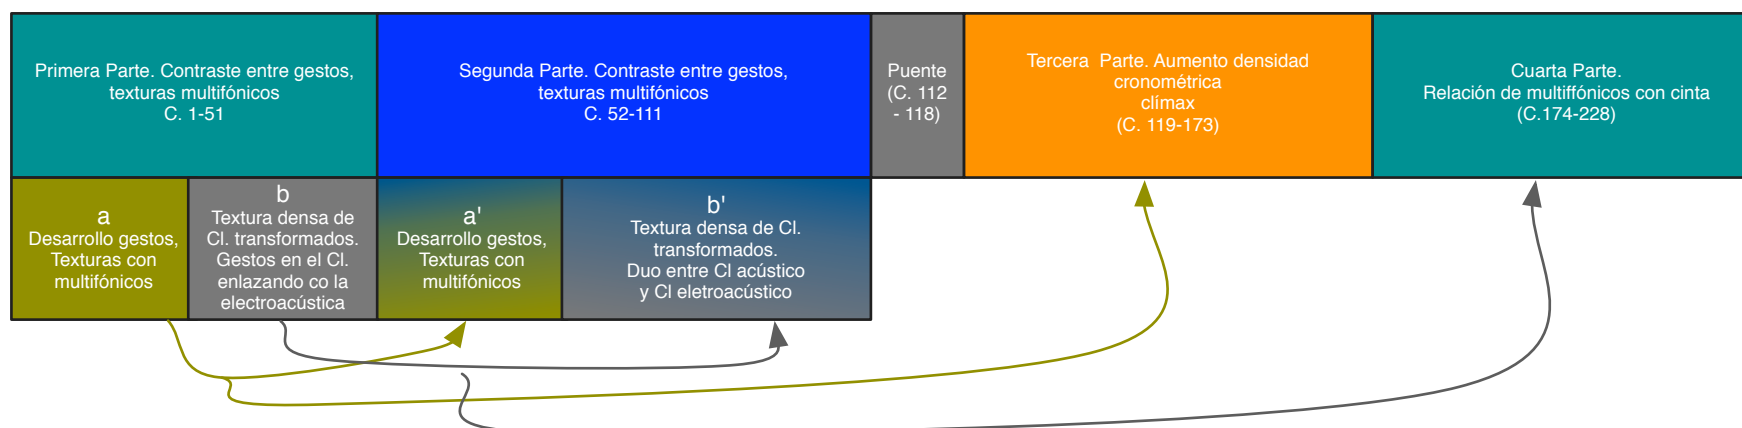 Primera Parte. Contraste entre gestos,
texturas multifónicos
C. 1-51
Segunda Parte. Contraste entre gestos,
texturas multifónicos
C. 52-111
Puente
(C. 112
- 118)
Tercera Parte. Aumento densidad
cronométrica
clímax
(C. 119-173)
Cuarta Parte.
Relación de multiffónicos con cinta
(C.174-228)
a
Desarrollo gestos,
Texturas con
multifónicos
b
Textura densa de
Cl. transformados.
Gestos en el Cl.
enlazando co la
electroacústica
a'
Desarrollo gestos,
Texturas con
multifónicos
b'
Textura densa de Cl.
transformados.
Duo entre Cl acústico
y Cl eletroacústico